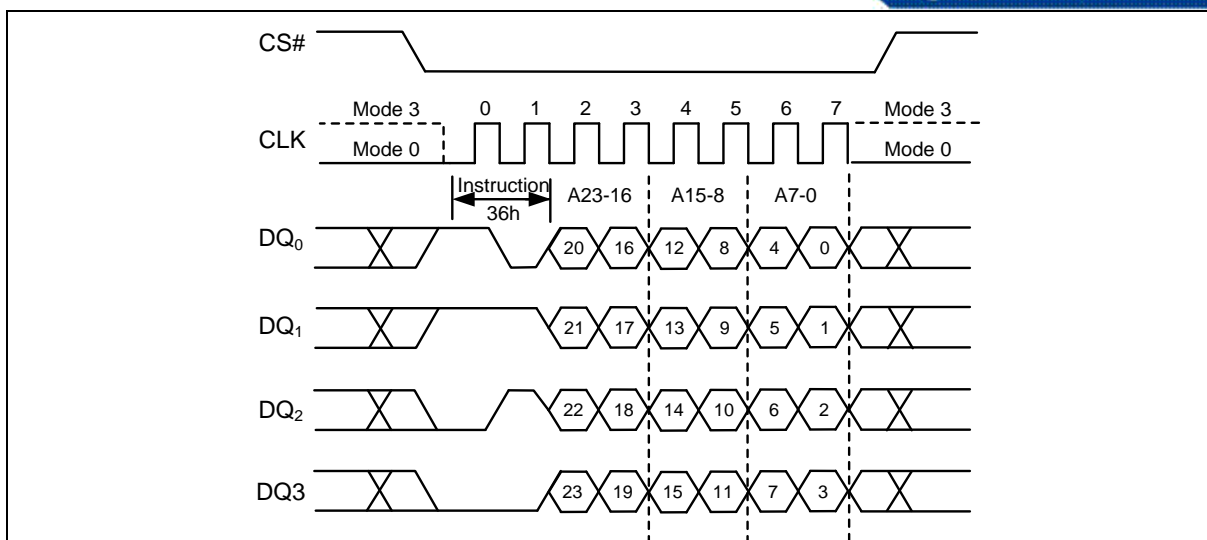 CS#
Mode 3 0 1 2 3 4 5 6 7 Mode 3
CLK
Mode 0 Mode 0
Instruction A23-16 A15-8 A7-0
36h
DQ0 20 16 12 8 4 0
DQ1 21 17 13 9 5 1
DQ2 22 18 14 10 6 2
DQ3 23 19 15 11 7 3